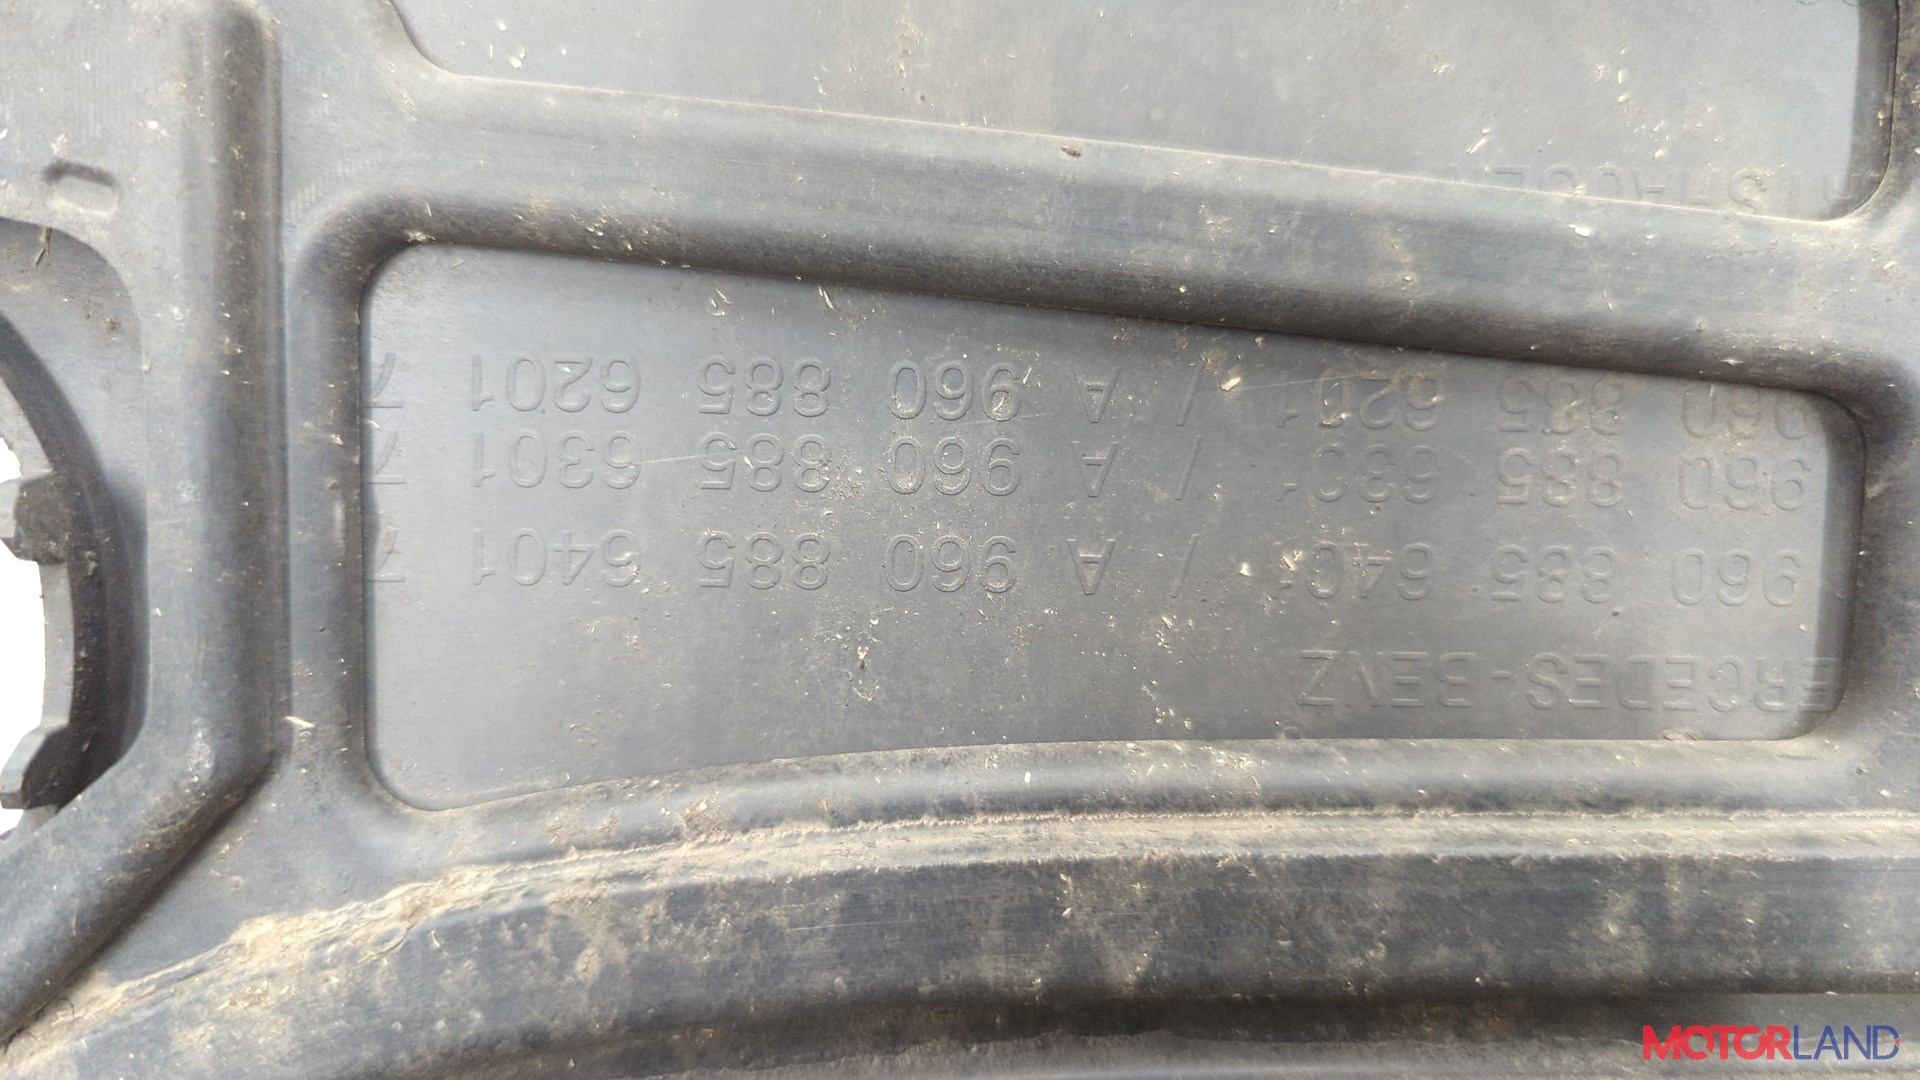 ERCEDES-BENZ
960 885 6401 / A 960 885 6401
960 885 6301 / A 960 885 6301
960 885 6201 / A 960 885 6201
MOTORLAND